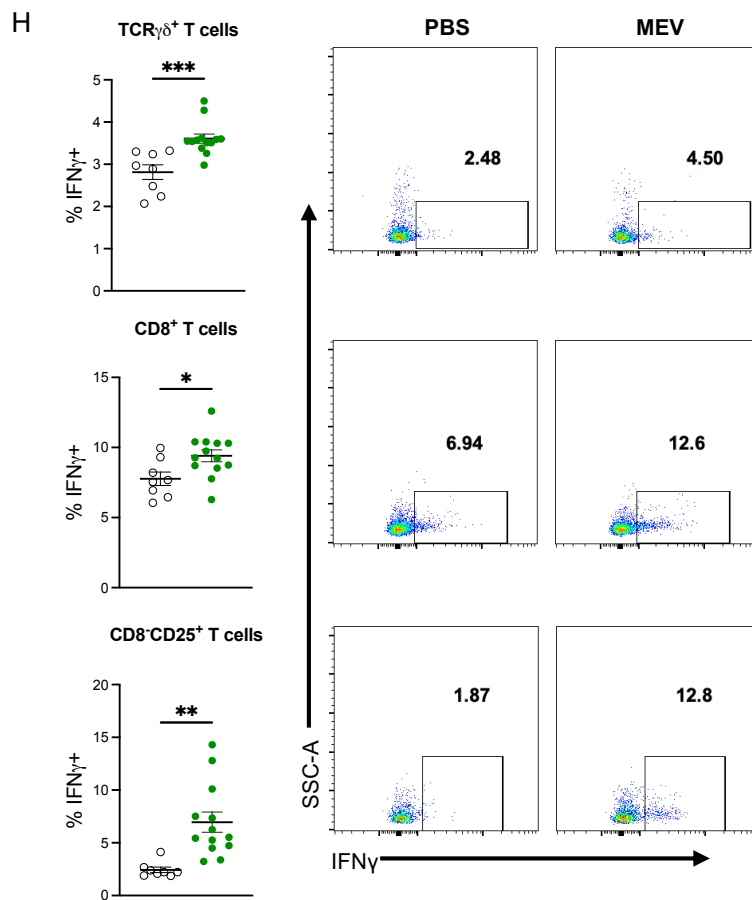 H
TCRγδ⁺ T cells
PBS
MEV
***
5
4
3
2
1
0
% IFNγ+
2.48
4.50
CD8⁺ T cells
*
15
10
5
0
% IFNγ+
6.94
12.6
CD8⁻CD25⁺ T cells
**
20
15
10
5
0
% IFNγ+
1.87
12.8
SSC-A
IFNγ